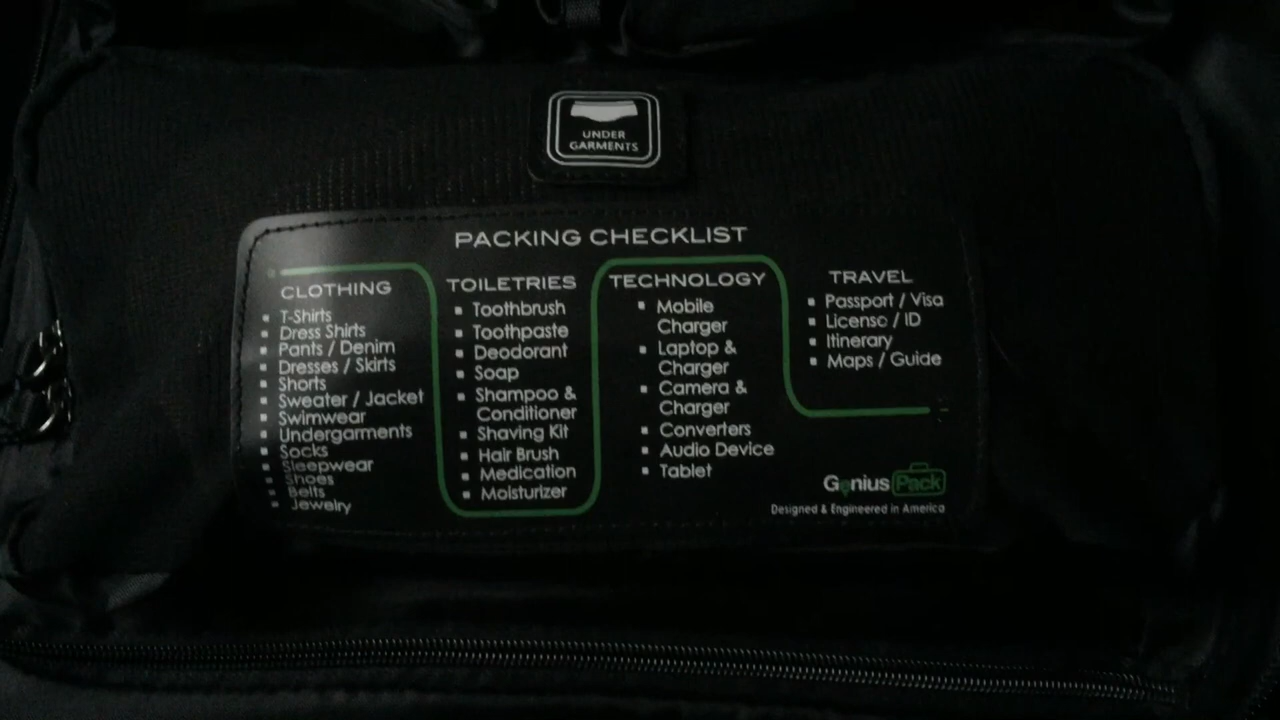 UNDER
GARMENTS
PACKING CHECKLIST
CLOTHING
T-Shirts
Dress Shirts
Pants / Denim
Dresses / Skirts
Shorts
Sweater / Jacket
Swimwear
Undergarments
Socks
Sleepwear
Shoes
Belts
Jewelry
TOILETRIES
Toothbrush
Toothpaste
Deodorant
Soap
Shampoo &
Conditioner
Shaving Kit
Hair Brush
Medication
Moisturizer
TECHNOLOGY
Mobile
Charger
Laptop &
Charger
Camera &
Charger
Converters
Audio Device
Tablet
TRAVEL
Passport / Visa
License / ID
Itinerary
Maps / Guide
Genius Pack
Designed & Engineered in America